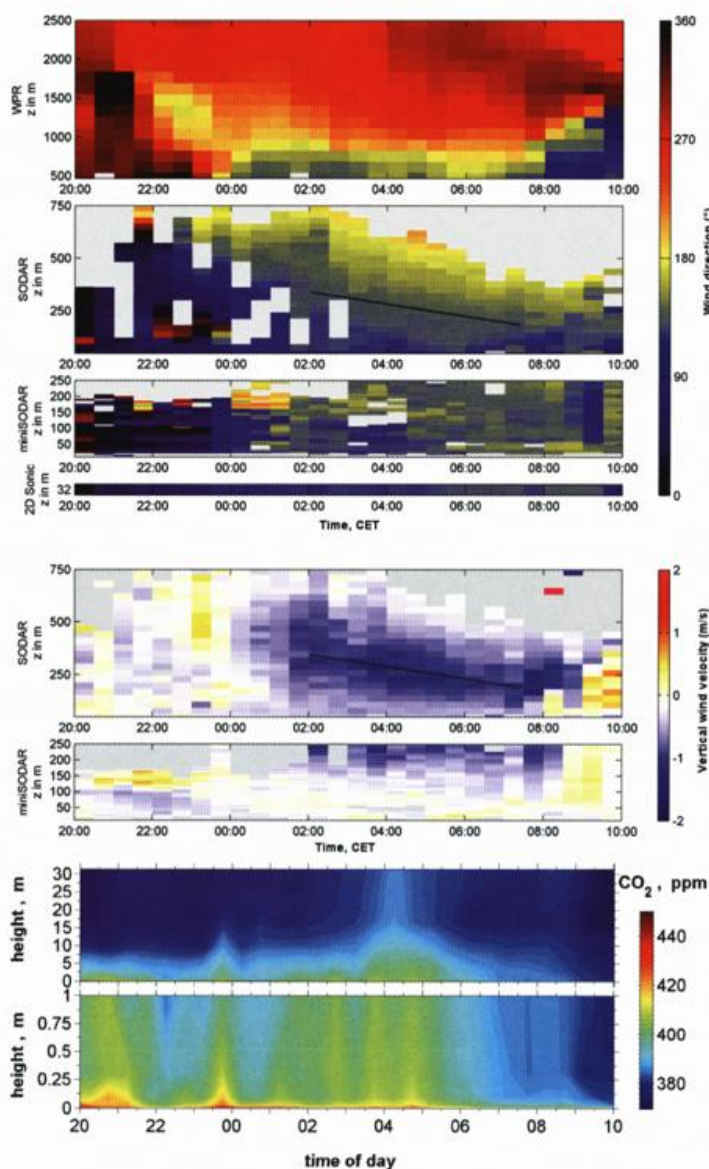 2500
2000
1500
1000
500
WPR
z in m
20:00 22:00 00:00 02:00 04:00 06:00 08:00 10:00
750
500
250
SODAR
z in m
20:00 22:00 00:00 02:00 04:00 06:00 08:00 10:00
250
200
150
100
50
miniSODAR
z in m
20:00 22:00 00:00 02:00 04:00 06:00 08:00 10:00
32
2D Sonic
z in m
20:00 22:00 00:00 02:00 04:00 06:00 08:00 10:00
Time, CET
360
270
180
90
0
Wind direction (°)
750
500
250
SODAR
z in m
20:00 22:00 00:00 02:00 04:00 06:00 08:00 10:00
250
200
150
100
50
miniSODAR
z in m
20:00 22:00 00:00 02:00 04:00 06:00 08:00 10:00
Time, CET
2
1
0
-1
-2
Vertical wind velocity (m/s)
30
25
20
15
10
5
0
height , m
1
0.75
0.5
0.25
0
height , m
20 22 00 02 04 06 08 10
time of day
CO₂ , ppm
440
420
400
380